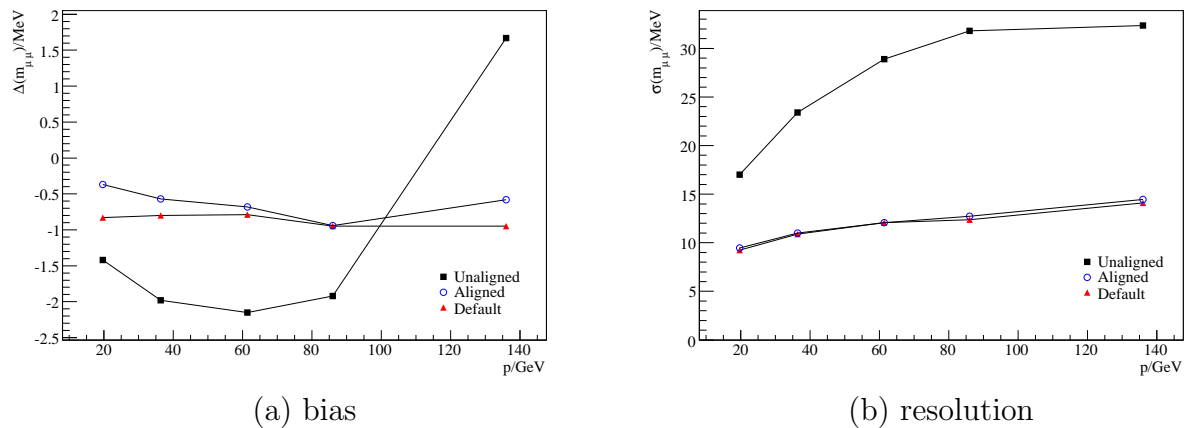 Δ(m_μμ)/MeV
2
1.5
1
0.5
0
-0.5
-1
-1.5
-2
-2.5
20 40 60 80 100 120 140
p/GeV
Unaligned
Aligned
Default
(a) bias
σ(m_μμ)/MeV
30
25
20
15
10
5
0
20 40 60 80 100 120 140
p/GeV
Unaligned
Aligned
Default
(b) resolution